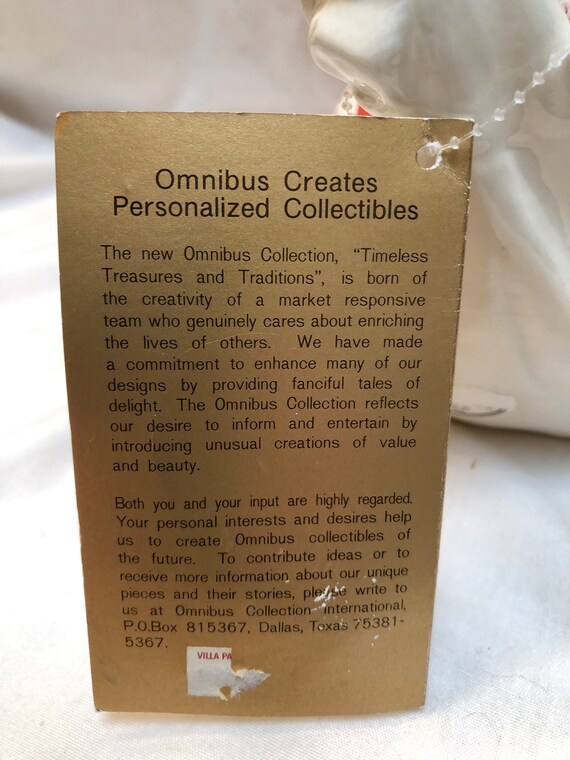 Omnibus Creates
Personalized Collectibles
The new Omnibus Collection, "Timeless
Treasures and Traditions", is born of
the creativity of a market responsive
team who genuinely cares about enriching
the lives of others. We have made
a commitment to enhance many of our
designs by providing fanciful tales of
delight. The Omnibus Collection reflects
our desire to inform and entertain by
introducing unusual creations of value
and beauty.
Both you and your input are highly regarded.
Your personal interests and desires help
us to create Omnibus collectibles of
the future. To contribute ideas or to
receive more information about our unique
pieces and their stories, please write to
us at Omnibus Collection International,
P.O.Box 815367, Dallas, Texas 75381-
5367.
VILLA PA